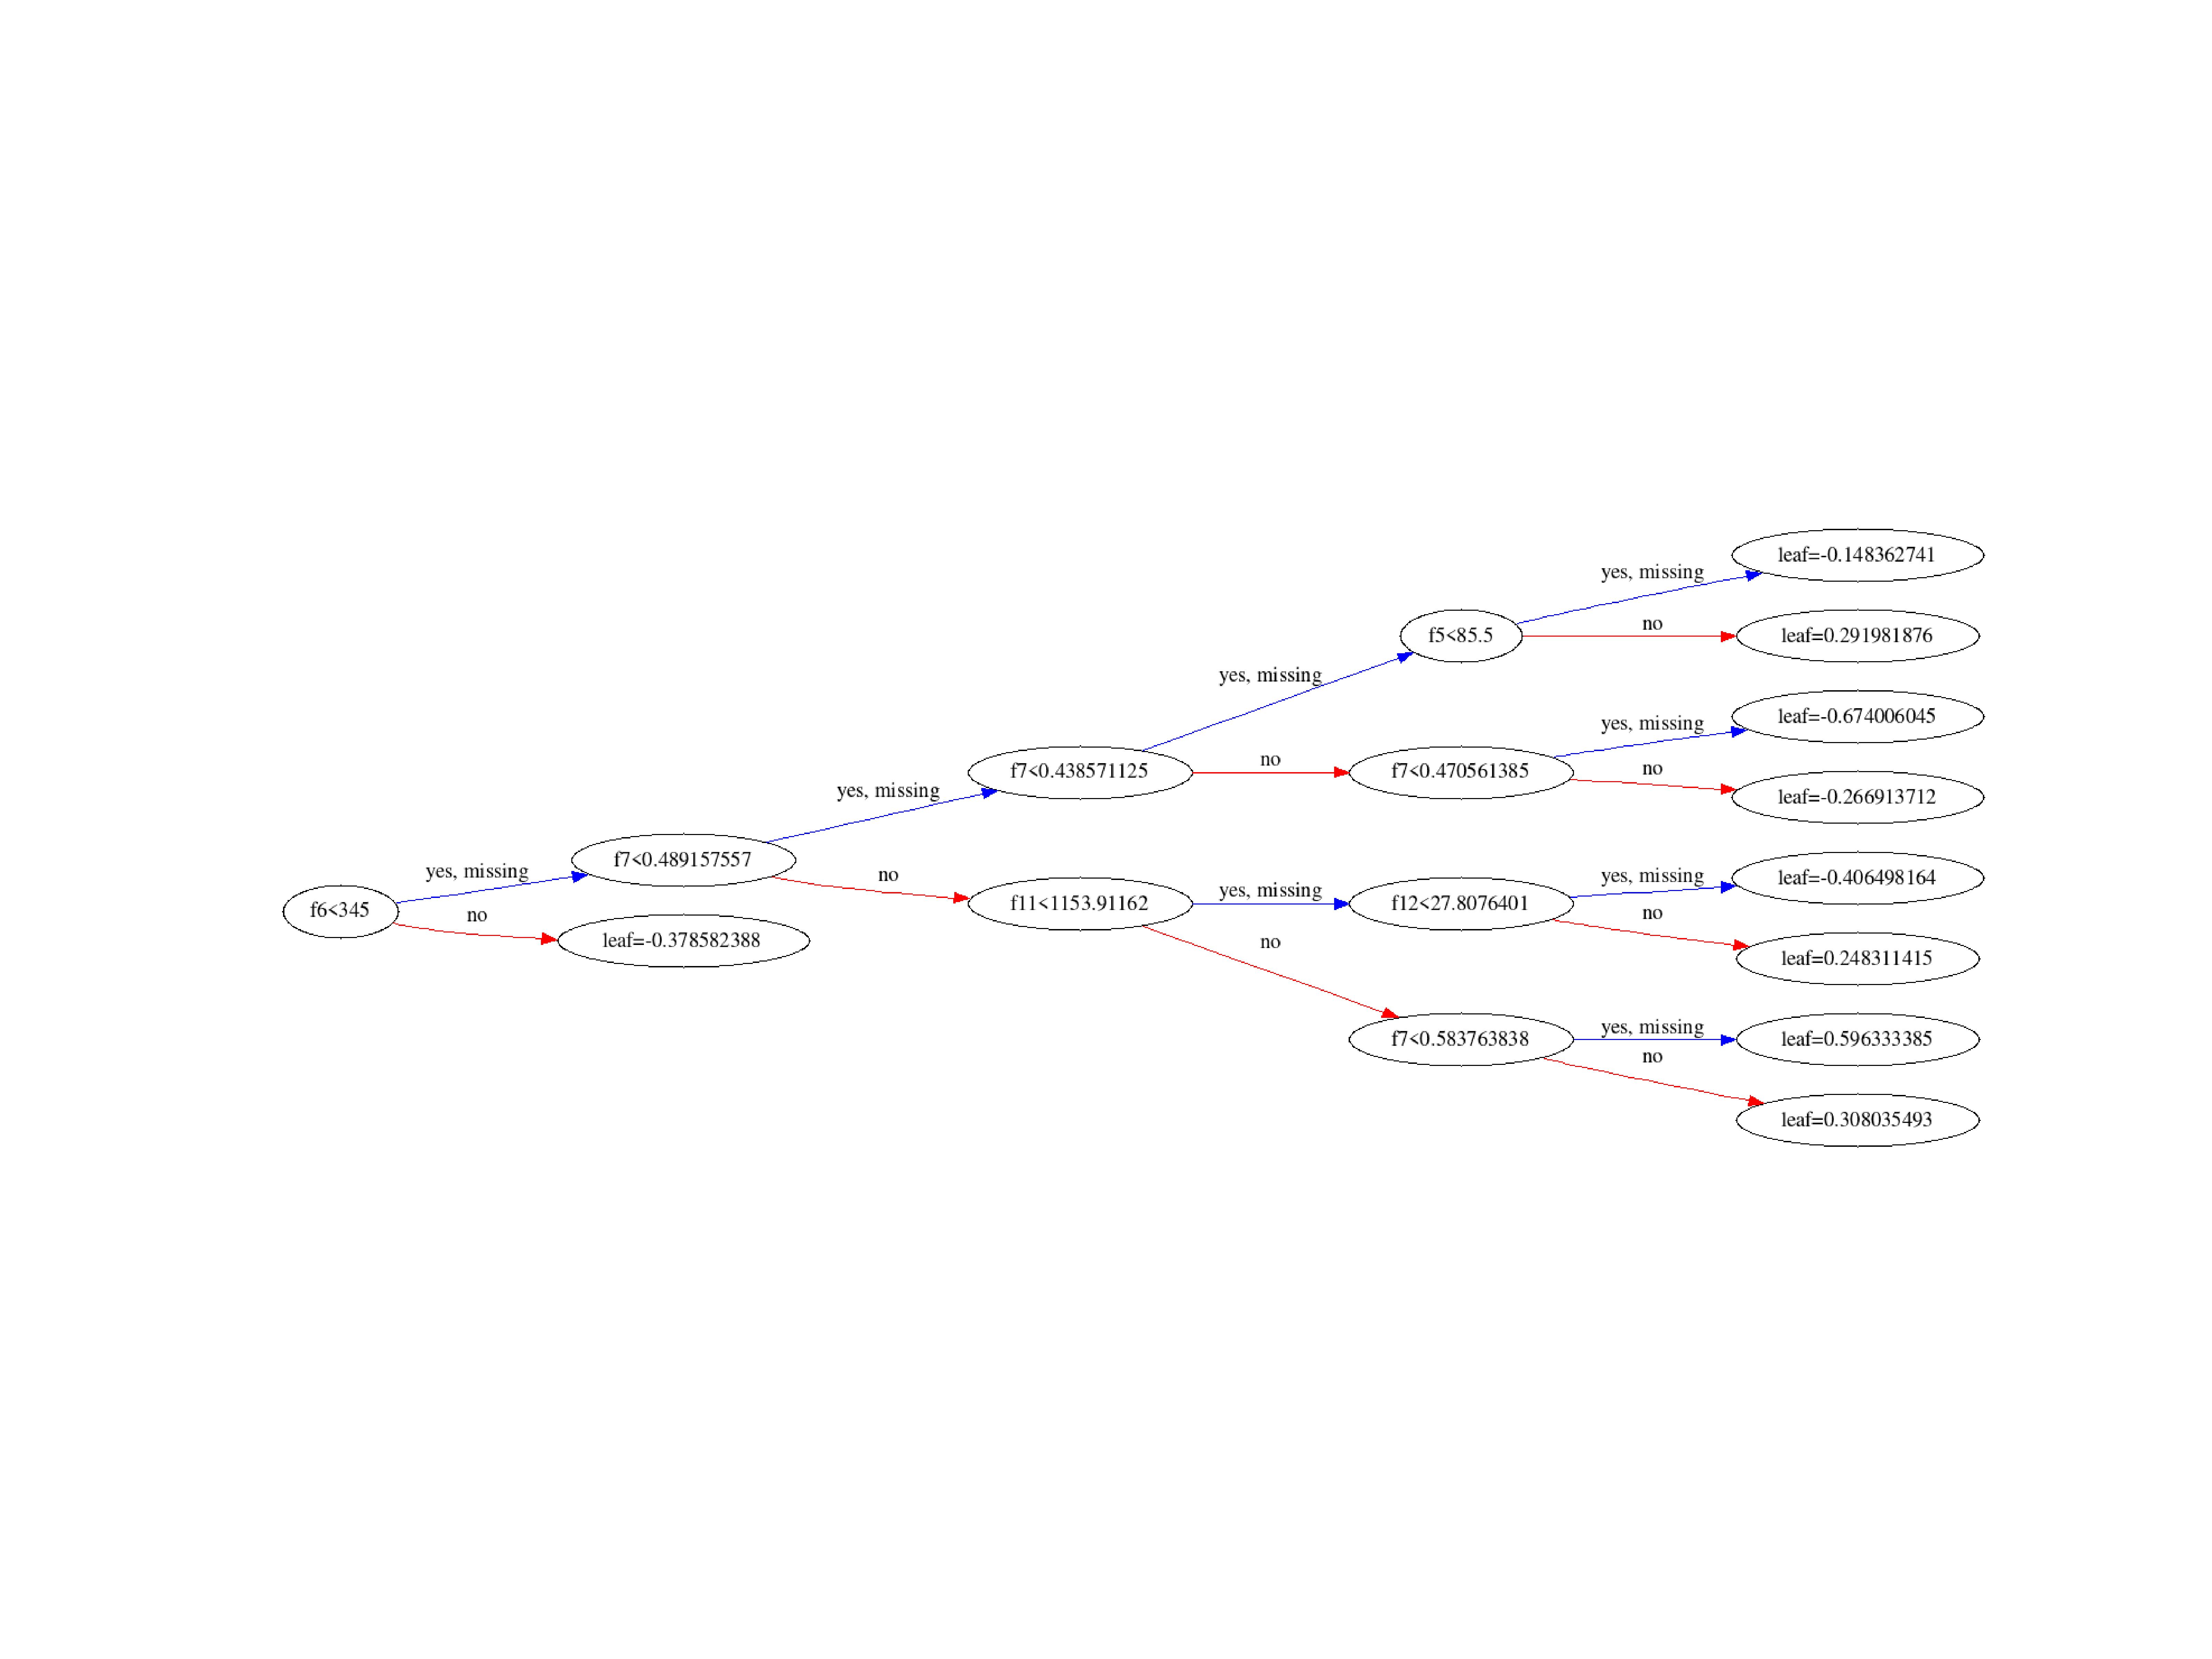 leaf=-0.148362741
yes, missing
f5<85.5
no
leaf=0.291981876
yes, missing
leaf=-0.674006045
yes, missing
f7<0.438571125
no
f7<0.470561385
no
leaf=-0.266913712
yes, missing
f7<0.489157557
yes, missing
leaf=-0.406498164
yes, missing
no
f11<1153.91162
yes, missing
f12<27.8076401
no
f6<345
no
leaf=-0.378582388
no
leaf=0.248311415
f7<0.583763838
yes, missing
leaf=0.596333385
no
leaf=0.308035493